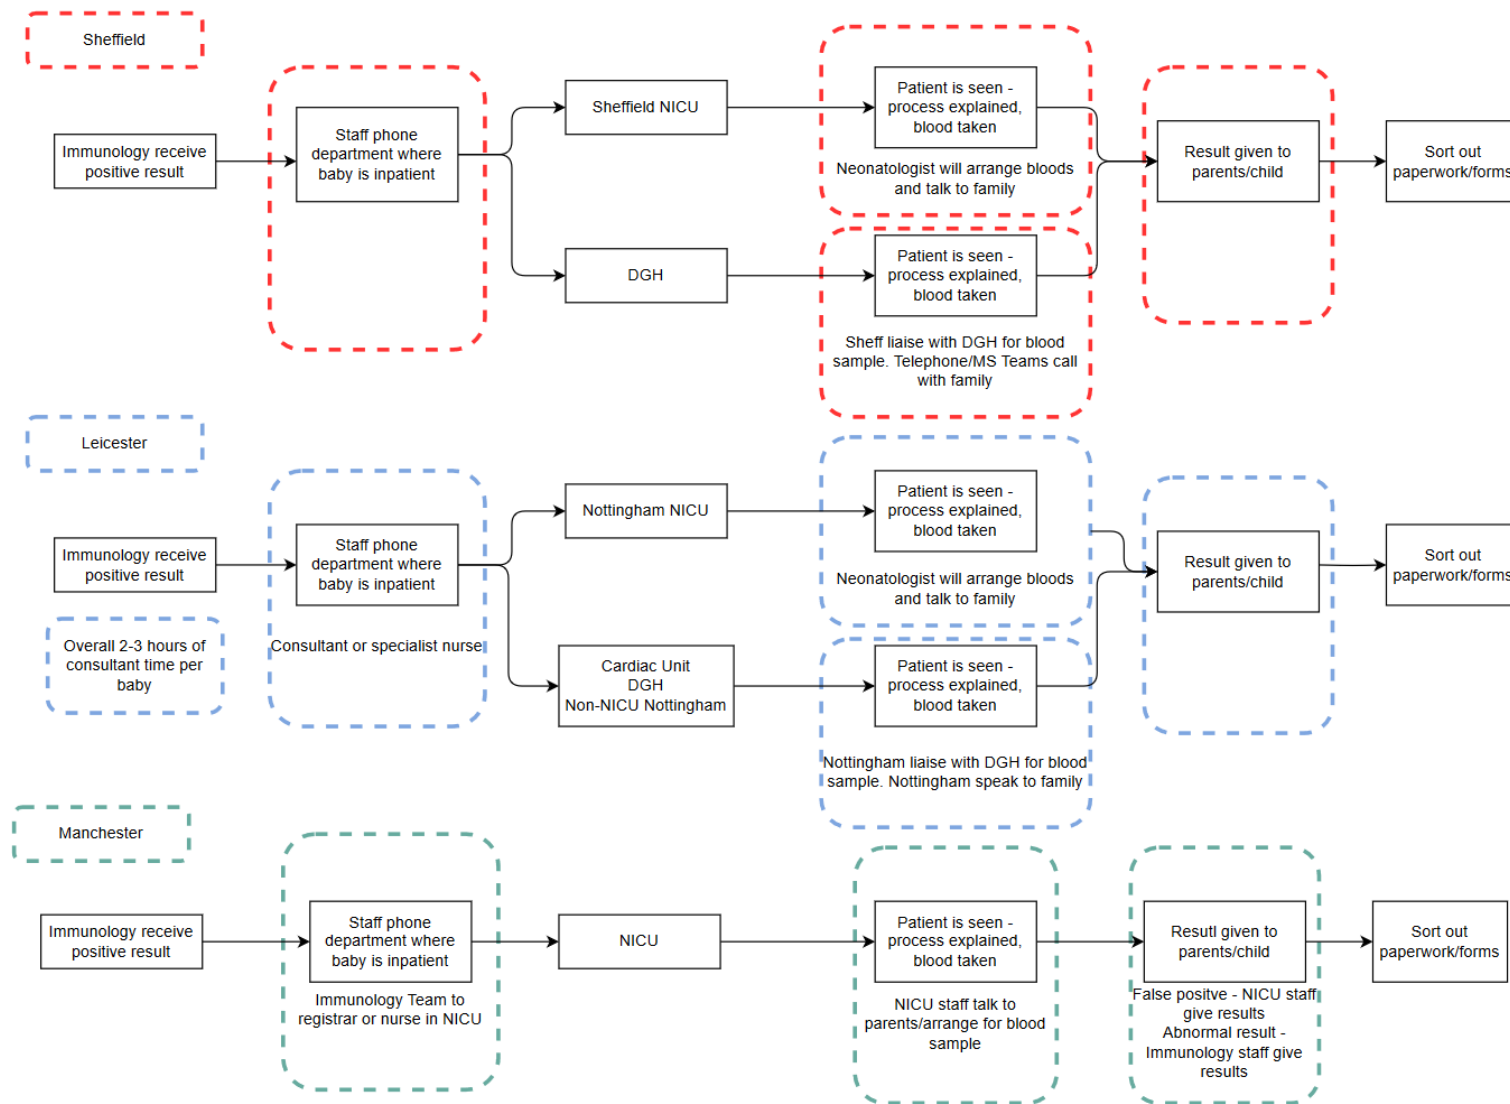 Sheffield
Immunology receive
positive result
Staff phone
department where
baby is inpatient
Sheffield NICU
DGH
Patient is seen -
process explained,
blood taken
Neonatologist will arrange bloods
and talk to family
Patient is seen -
process explained,
blood taken
Sheff liaise with DGH for blood
sample. Telephone/MS Teams call
with family
Result given to
parents/child
Sort out
paperwork/forms
Leicester
Immunology receive
positive result
Overall 2-3 hours of
consultant time per
baby
Staff phone
department where
baby is inpatient
Consultant or specialist nurse
Nottingham NICU
Cardiac Unit
DGH
Non-NICU Nottingham
Patient is seen -
process explained,
blood taken
Neonatologist will arrange bloods
and talk to family
Patient is seen -
process explained,
blood taken
Nottingham liaise with DGH for blood
sample. Nottingham speak to family
Result given to
parents/child
Sort out
paperwork/forms
Manchester
Immunology receive
positive result
Staff phone
department where
baby is inpatient
Immunology Team to
registrar or nurse in NICU
NICU
Patient is seen -
process explained,
blood taken
NICU staff talk to
parents/arrange for blood
sample
Resutl given to
parents/child
False positve - NICU staff
give results
Abnormal result -
Immunology staff give
results
Sort out
paperwork/forms